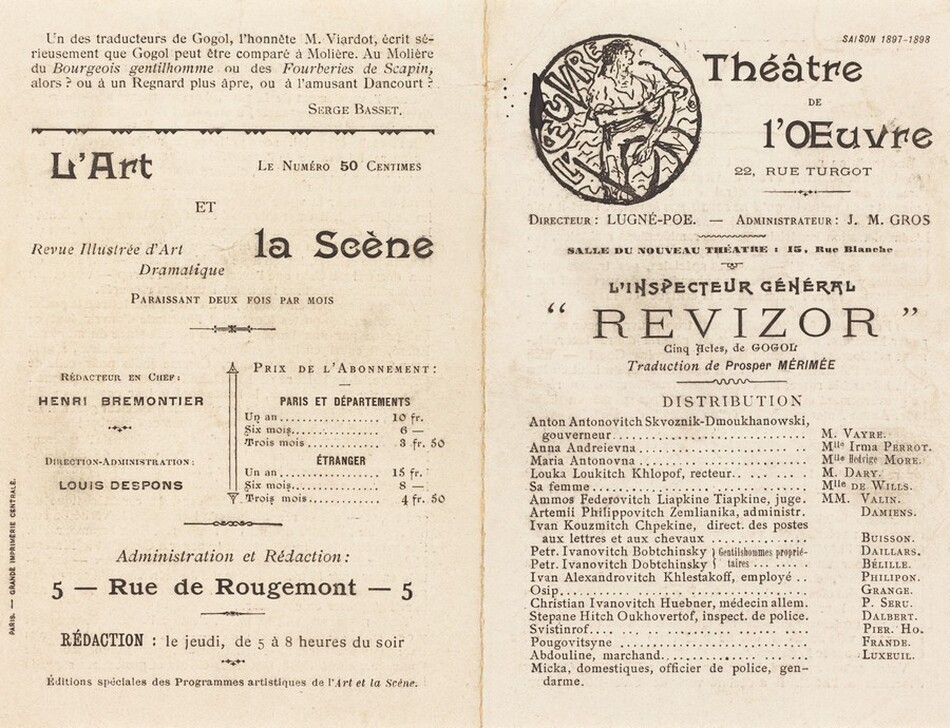 Un des traducteurs de Gogol, l'honnête M. Viardot, écrit sé-
rieusement que Gogol peut être comparé à Molière. Au Molière
du Bourgeois gentilhomme ou des Fourberies de Scapin,
alors ? ou à un Regnard plus âpre, ou à l'amusant Dancourt ?
SERGE BASSET.
L'Art
LE NUMÉRO 50 CENTIMES
ET
Revue Illustrée d'Art
Dramatique
la Scène
PARAISSANT DEUX FOIS PAR MOIS
RÉDACTEUR EN CHEF :
HENRI BREMONTIER
DIRECTION-ADMINISTRATION :
LOUIS DESPONS
PRIX DE L'ABONNEMENT :
PARIS ET DÉPARTEMENTS
Un an.................... 10 fr.
Six mois................. 6 —
Trois mois............... 3 fr. 50
ÉTRANGER
Un an.................... 15 fr.
Six mois................. 8 —
Trois mois............... 4 fr. 50
Administration et Rédaction :
5 — Rue de Rougemont — 5
RÉDACTION : le jeudi, de 5 à 8 heures du soir
Éditions spéciales des Programmes artistiques de l'Art et la Scène.
PARIS. — GRANDE IMPRIMERIE CENTRALE.
SAISON 1897-1898
L'ŒUVRE
Théâtre
DE
l'OEuvre
22, RUE TURGOT
DIRECTEUR : LUGNÉ-POE. — ADMINISTRATEUR : J. M. GROS
SALLE DU NOUVEAU THÉATRE : 15, Rue Blanche
L'INSPECTEUR GÉNÉRAL
“ REVIZOR ”
Cinq Actes, de GOGOL
Traduction de Prosper MÉRIMÉE
DISTRIBUTION
Anton Antonovitch Skvoznik-Dmoukhanowski,
gouverneur........................ M. VAYRE.
Anna Andreievna................... Mlle Irma PERROT.
Maria Antonovna................... Mlle Hedwige MORE.
Louka Loukitch Khlopof, recteur... M. DARY.
Sa femme.......................... Mlle DE WILLS.
Ammos Federovitch Liapkine Tiapkine, juge. MM. VALIN.
Artemii Philippovitch Zemlianika, administr. DAMIENS.
Ivan Kouzmitch Chpekine, direct. des postes
aux lettres et aux chevaux ............. BUISSON.
Petr. Ivanovitch Bobtchinsky } Gentilshommes proprié- DAILLARS.
Petr. Ivanovitch Dobtchinsky } taires ......... BÉLILLE.
Ivan Alexandrovitch Khlestakoff, employé .. PHILIPON.
Osip.............................. GRANGE.
Christian Ivanovitch Huebner, médecin allem. P. SERU.
Stepane Hitch Oukhovertof, inspect. de police. DALBERT.
Svistinrof........................ PIER. HO.
Pougovitsyne ..................... FRANDE.
Abdouline, marchand............... LUXEUIL.
Micka, domestiques, officier de police, gen-
darme.